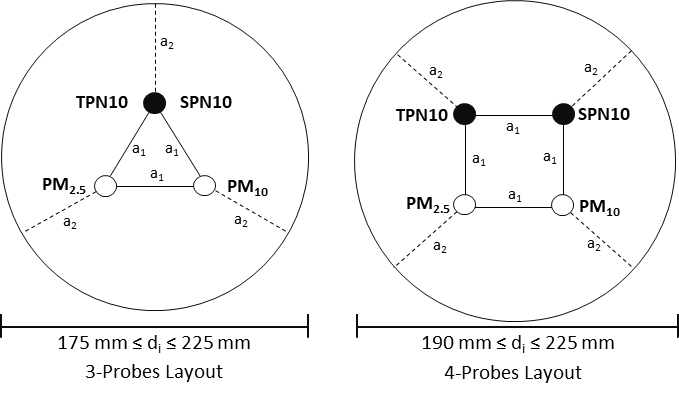 a₂
TPN10 SPN10
a₁ a₁
a₁
PM₂.₅ PM₁₀
a₂ a₂
175 mm ≤ dᵢ ≤ 225 mm
3-Probes Layout
a₂ a₂
TPN10 SPN10
a₁
a₁ a₁
a₁
PM₂.₅ PM₁₀
a₂ a₂
190 mm ≤ dᵢ ≤ 225 mm
4-Probes Layout